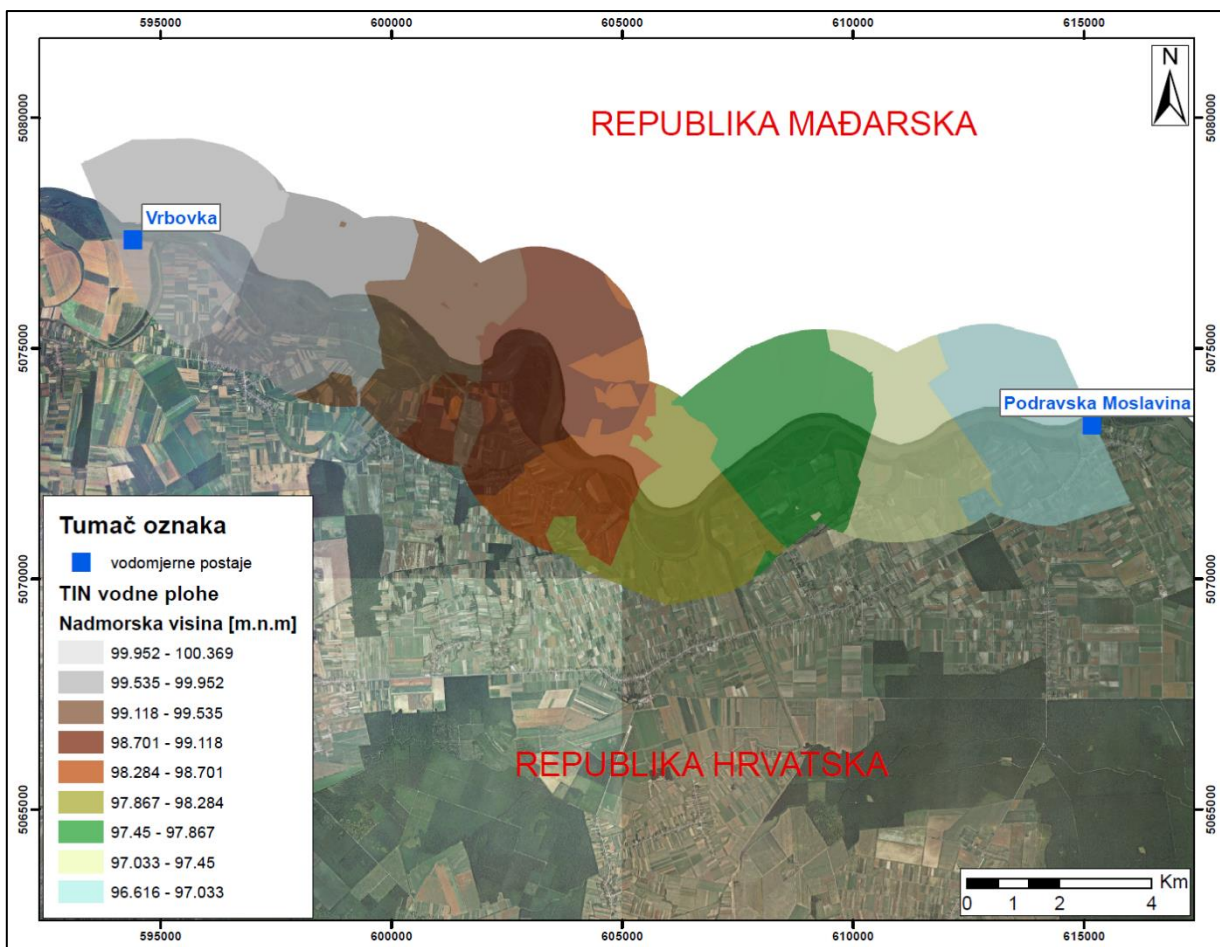 595000 600000 605000 610000 615000
N
REPUBLIKA MAĐARSKA
5080000 5080000
Vrbovka
5075000 5075000
Podravska Moslavina
Tumač oznaka
vodomjerne postaje
TIN vodne plohe
Nadmorska visina [m.n.m]
99.952 - 100.369
99.535 - 99.952
99.118 - 99.535
98.701 - 99.118
98.284 - 98.701
97.867 - 98.284
97.45 - 97.867
97.033 - 97.45
96.616 - 97.033
5070000 5070000
REPUBLIKA HRVATSKA
5065000 5065000
Km
0 1 2 4
595000 600000 605000 610000 615000